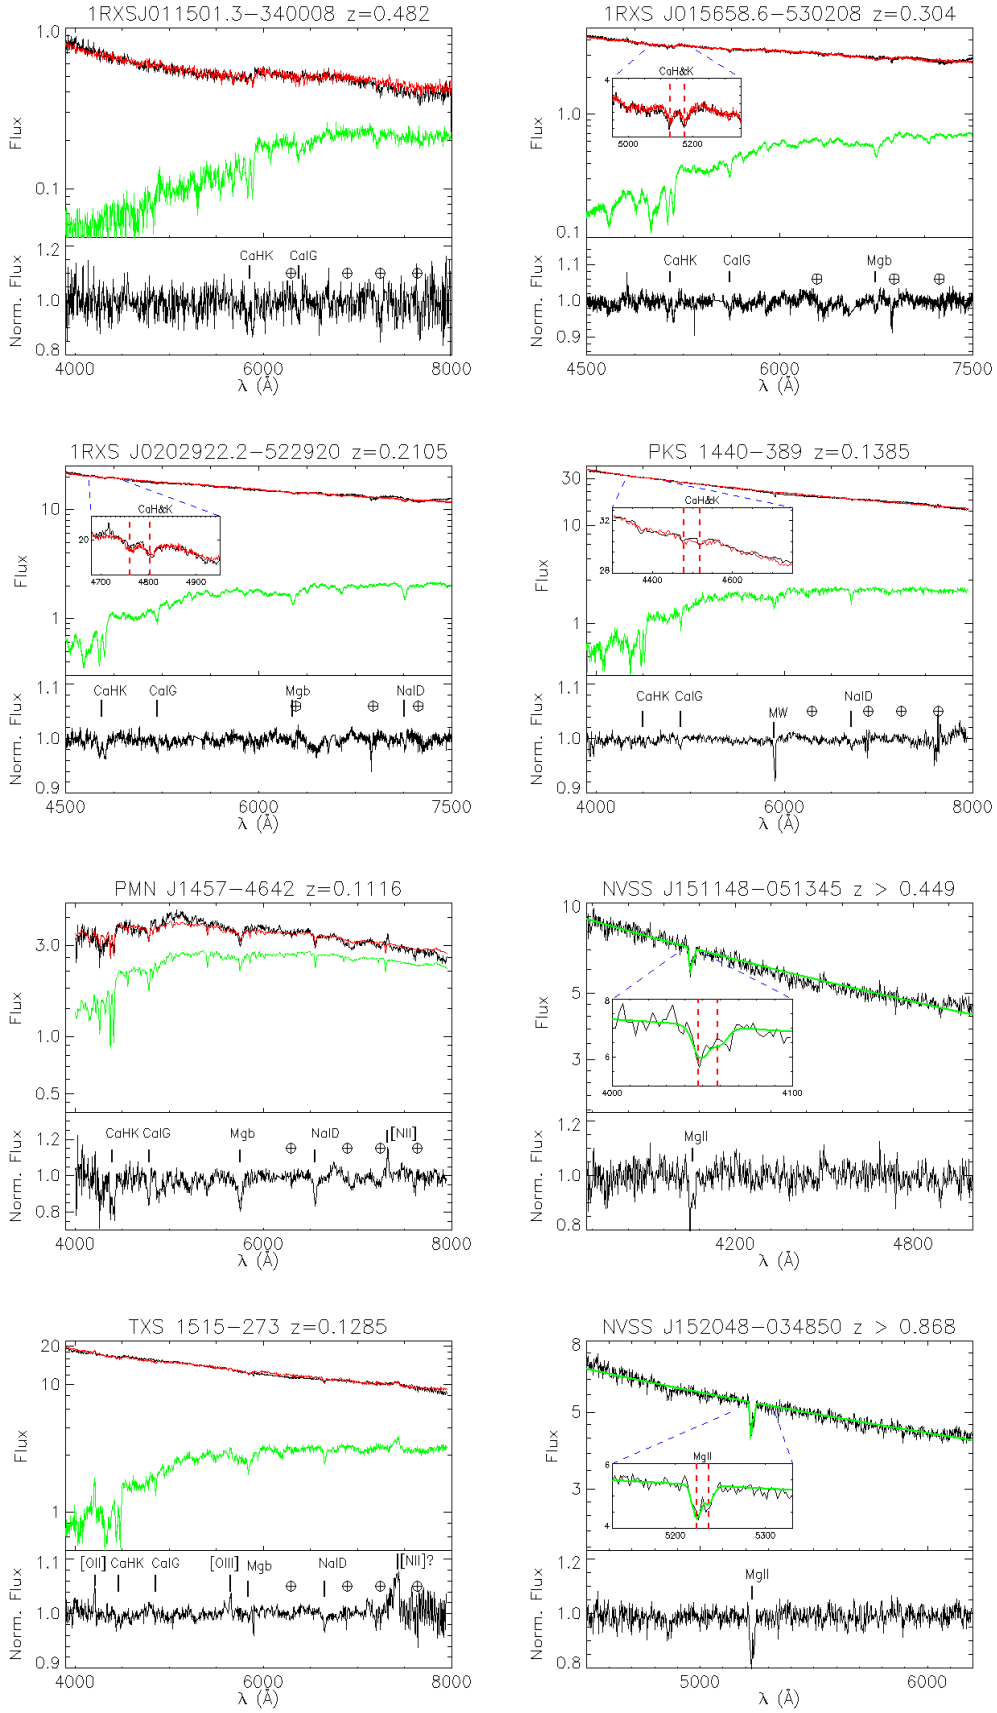 1RXSJ011501.3−340008 z=0.482
1.0
0.1
Flux
1.2
1.0
0.8
Norm. Flux
CaHK
CaIG
4000
6000
8000
λ (Å)
1RXS J015658.6−530208 z=0.304
1.0
0.1
Flux
CaH&K
4
2
5000
5200
1.1
1.0
0.9
Norm. Flux
CaHK
CaIG
Mgb
4500
6000
7500
λ (Å)
1RXS J0202922.2−522920 z=0.2105
10
1
Flux
CaH&K
20
4700
4800
4900
1.1
1.0
0.9
Norm. Flux
CaHK
CaIG
Mgb
NaID
4500
6000
7500
λ (Å)
PKS 1440−389 z=0.1385
30
10
1
Flux
CaH&K
32
30
28
4400
4600
1.1
1.0
0.9
Norm. Flux
CaHK
CaIG
MW
NaID
4000
6000
8000
λ (Å)
PMN J1457−4642 z=0.1116
3.0
1.0
0.5
Flux
1.2
1.0
0.8
Norm. Flux
CaHK
CaIG
Mgb
NaID
[NII]
4000
6000
8000
λ (Å)
NVSS J151148−051345 z > 0.449
10
5
3
Flux
8
6
4
4000
4100
1.2
1.0
0.8
Norm. Flux
MgII
4200
4800
λ (Å)
TXS 1515−273 z=0.1285
20
10
1
Flux
1.1
1.0
0.9
Norm. Flux
[OII]
CaHK
CaIG
[OIII]
Mgb
NaID
[NII]?
4000
6000
8000
λ (Å)
NVSS J152048−034850 z > 0.868
8
5
3
Flux
MgII
6
4
5200
5300
1.2
1.0
0.8
Norm. Flux
MgII
5000
6000
λ (Å)